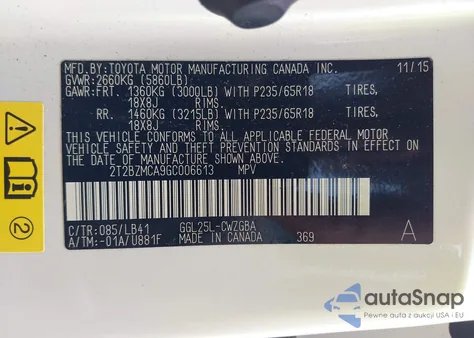 MFD.BY:TOYOTA MOTOR MANUFACTURING CANADA INC. 11/15
GVWR:2660KG (5860LB)
GAWR:FRT. 1360KG (3000LB) WITH P235/65R18 TIRES,
18X8J RIMS.
RR. 1460KG (3215LB) WITH P235/65R18 TIRES,
18X8J RIMS.
THIS VEHICLE CONFORMS TO ALL APPLICABLE FEDERAL MOTOR
VEHICLE SAFETY AND THEFT PREVENTION STANDARDS IN EFFECT ON
THE DATE OF MANUFACTURE SHOWN ABOVE.
2T2BZMCA9GC006613 MPV
C/TR:085/LB41 GGL25L-CWZGBA
A/TM:-01A/U881F MADE IN CANADA 369 A
autoSnap
Pewne auta z aukcji USA i EU